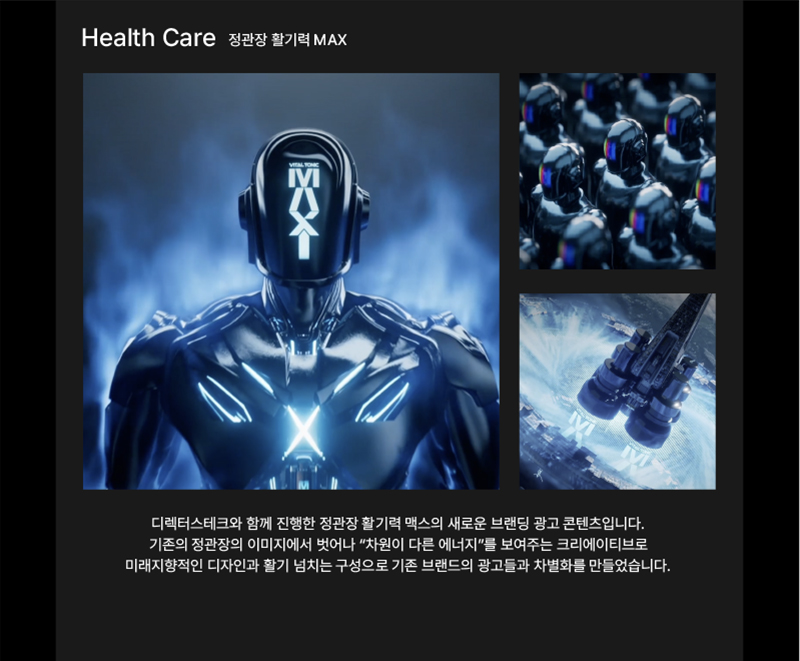 Health Care 정관장 활기력 MAX
VITAL TONIC
MAX
X
디렉터스테크와 함께 진행한 정관장 활기력 맥스의 새로운 브랜딩 광고 콘텐츠입니다.
기존의 정관장의 이미지에서 벗어나 “차원이 다른 에너지”를 보여주는 크리에이티브로
미래지향적인 디자인과 활기 넘치는 구성으로 기존 브랜드의 광고들과 차별화를 만들었습니다.